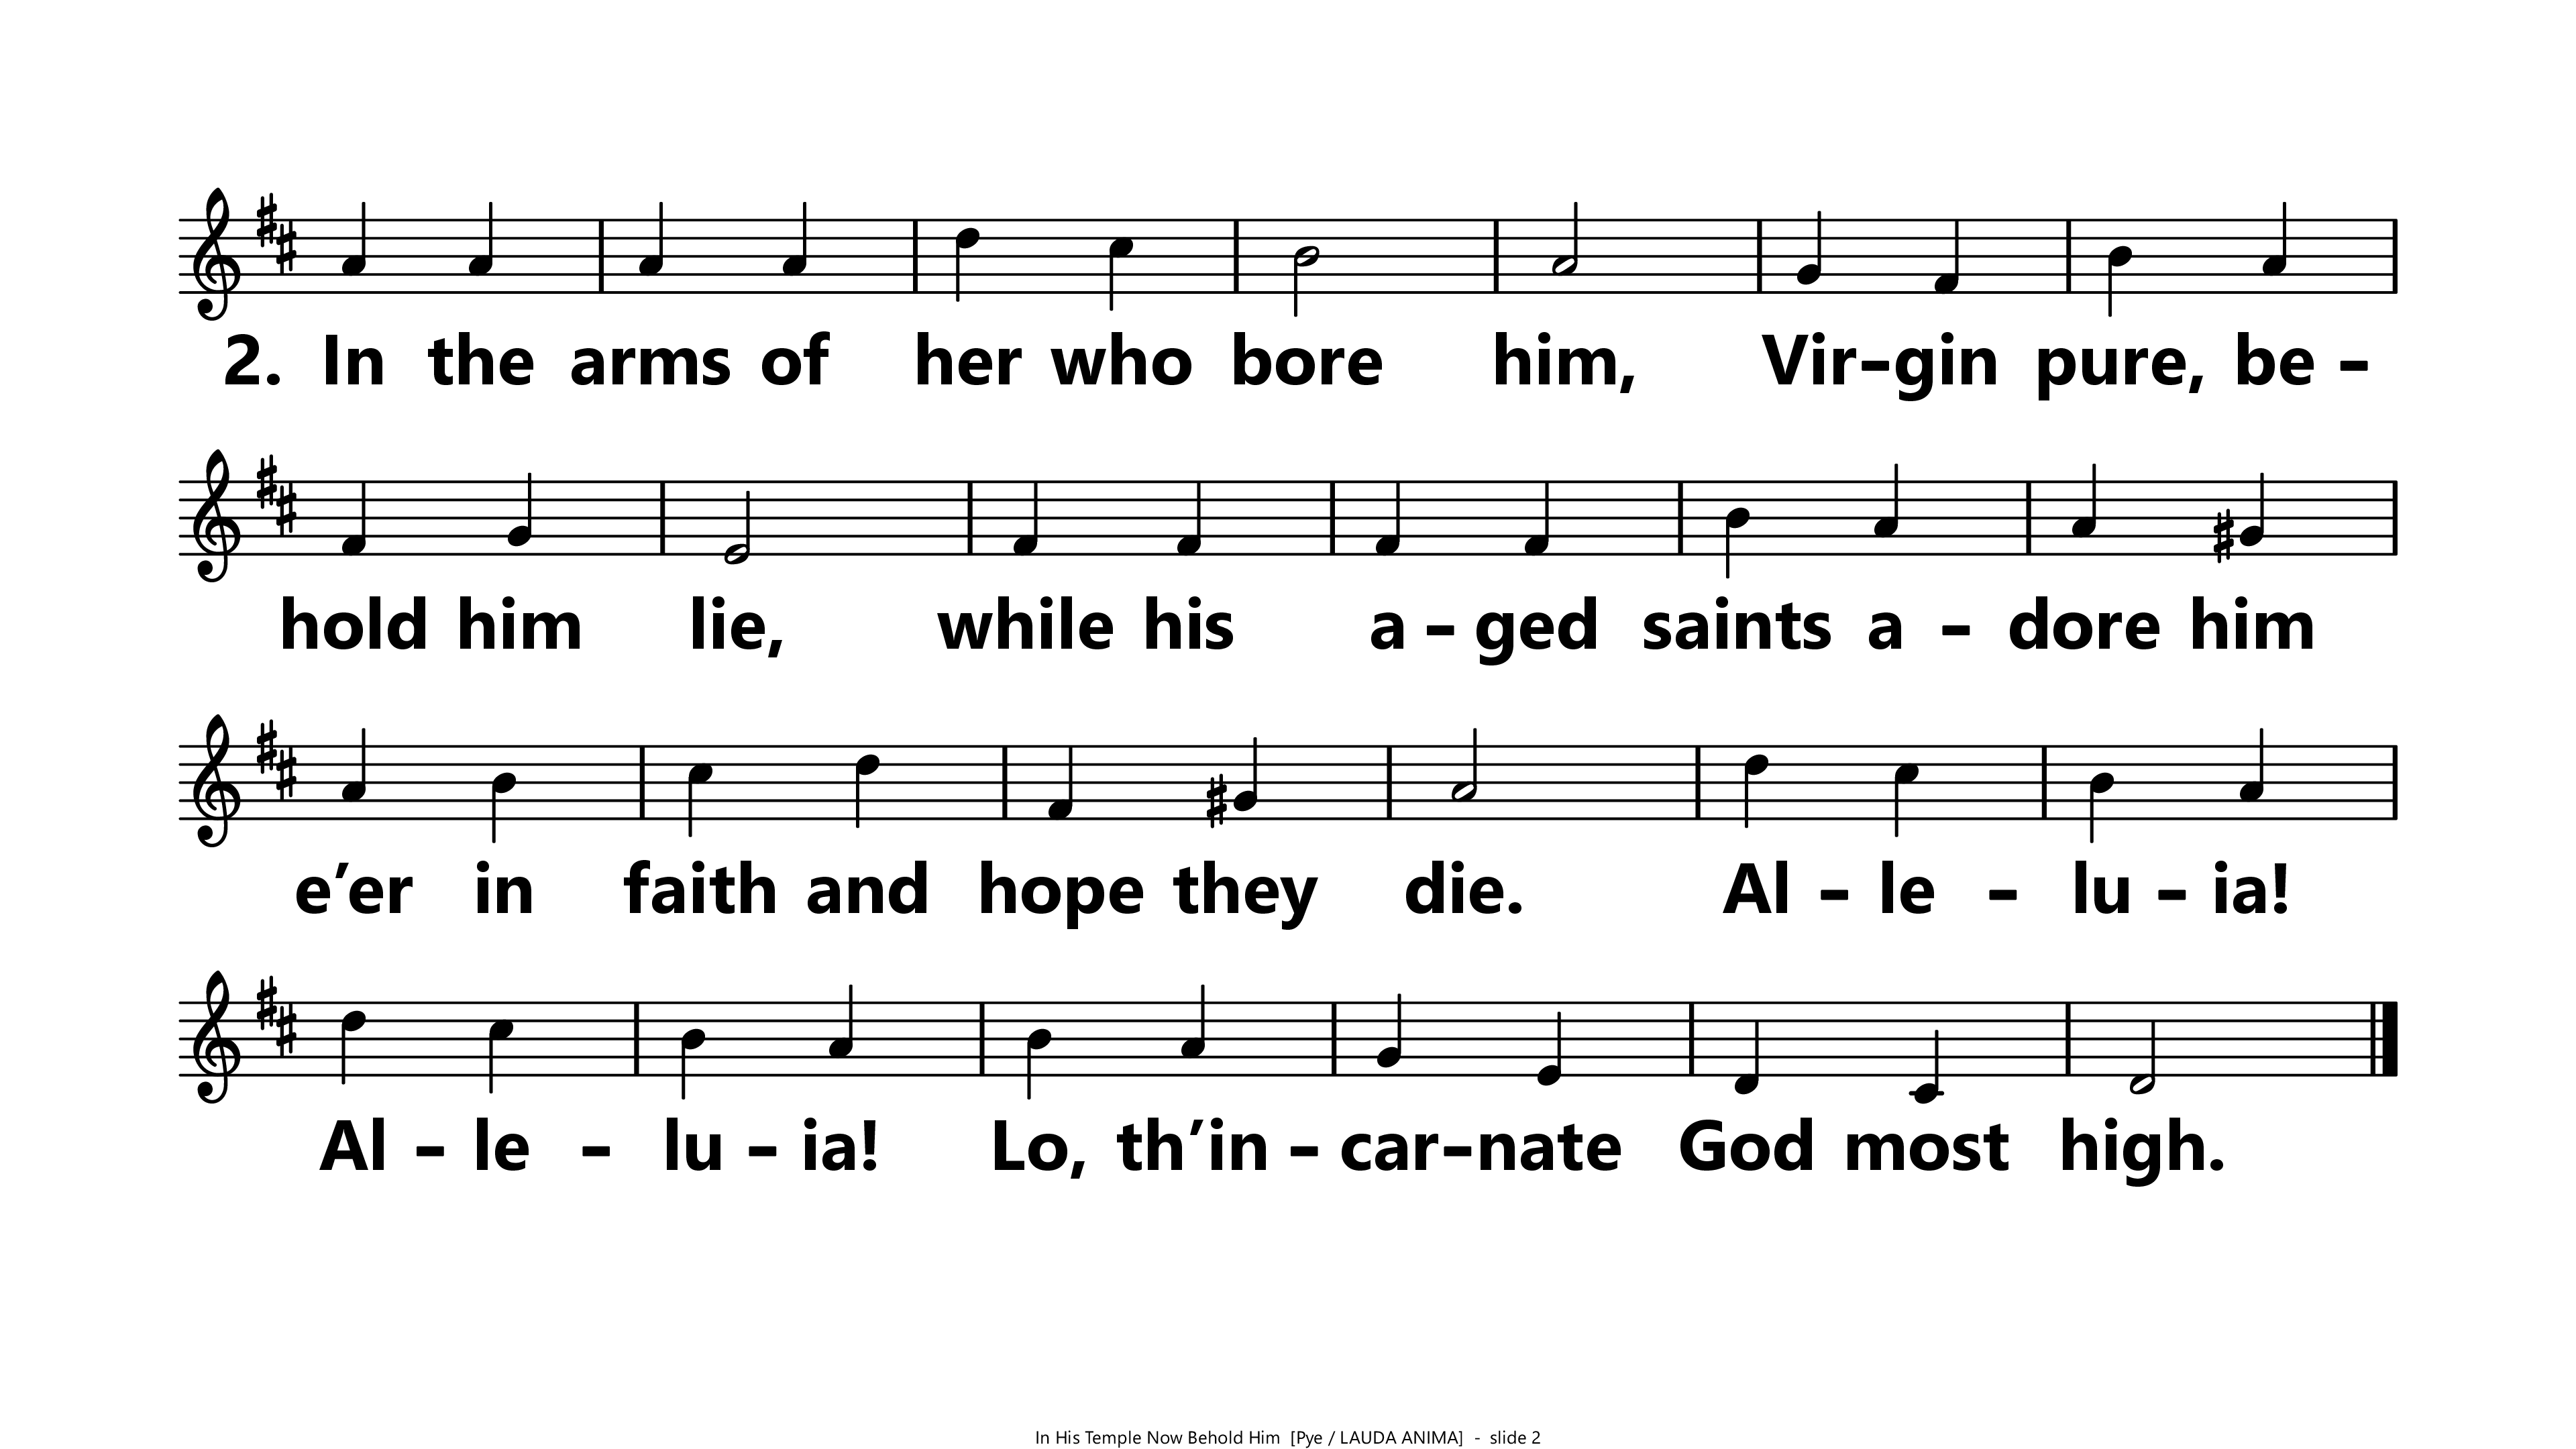 2. In the arms of her who bore him, Vir-gin pure, be -
hold him lie, while his a - ged saints a - dore him
e’er in faith and hope they die. Al - le - lu - ia!
Al - le - lu - ia! Lo, th’in - car-nate God most high.
In His Temple Now Behold Him [Pye / LAUDA ANIMA] - slide 2